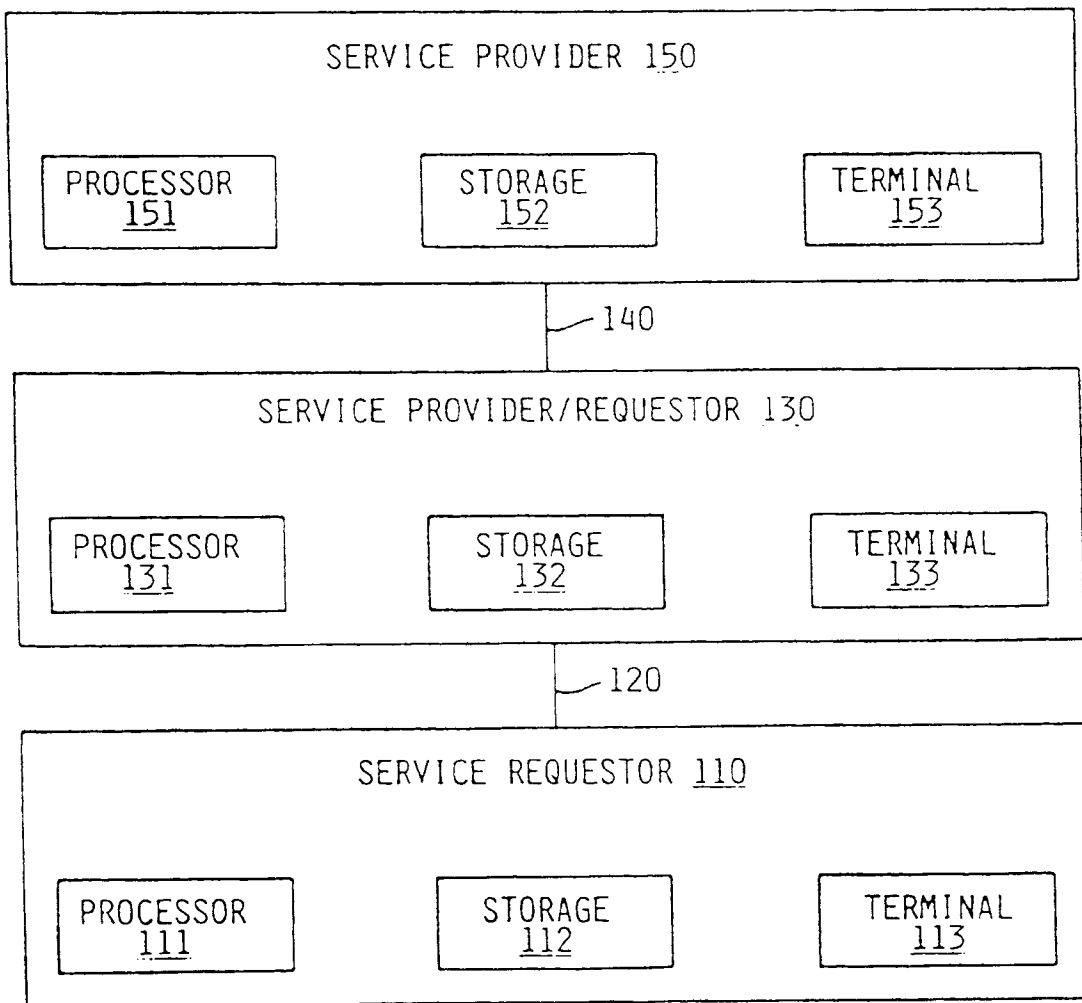 SERVICE PROVIDER 150
PROCESSOR
151
STORAGE
152
TERMINAL
153
140
SERVICE PROVIDER/REQUESTOR 130
PROCESSOR
131
STORAGE
132
TERMINAL
133
120
SERVICE REQUESTOR 110
PROCESSOR
111
STORAGE
112
TERMINAL
113